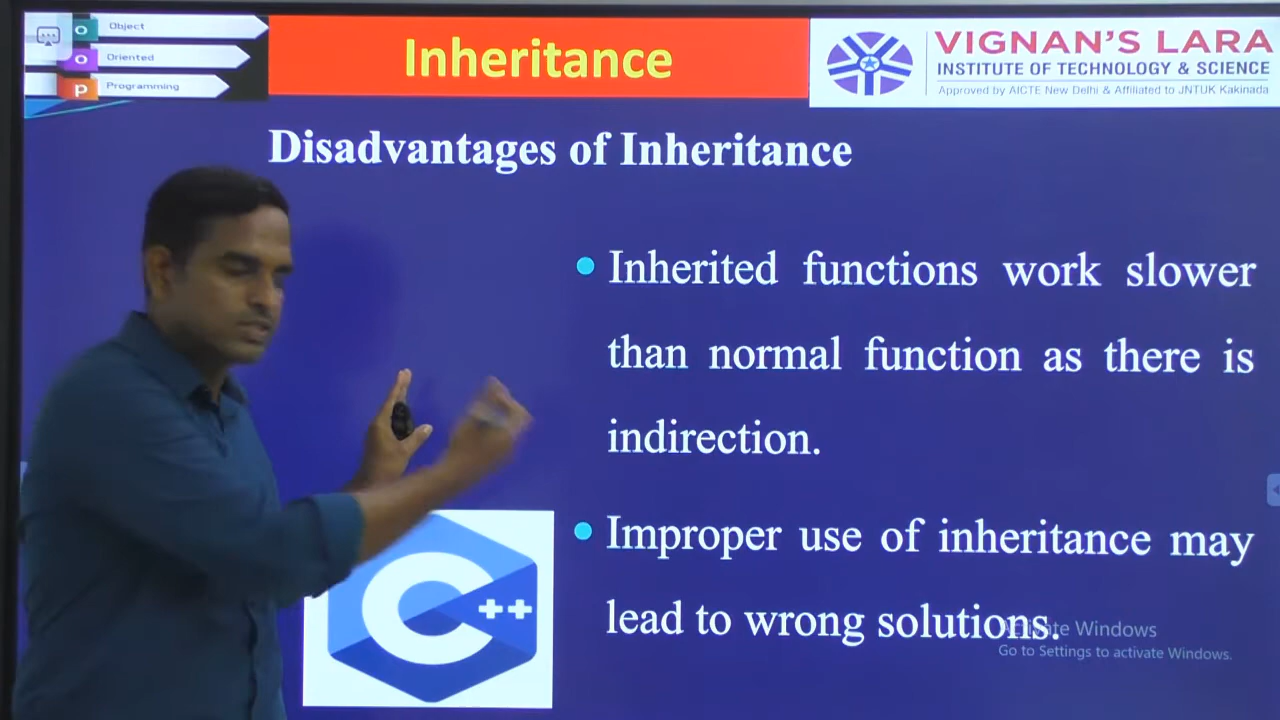 Object
O
Oriented
O
Programming
P
Inheritance
VIGNAN'S LARA
INSTITUTE OF TECHNOLOGY & SCIENCE
Approved by AICTE New Delhi & Affiliated to JNTUK Kakinada
Disadvantages of Inheritance
Inherited functions work slower
than normal function as there is
indirection.
Improper use of inheritance may
lead to wrong solutions.
C++
Activate Windows
Go to Settings to activate Windows.